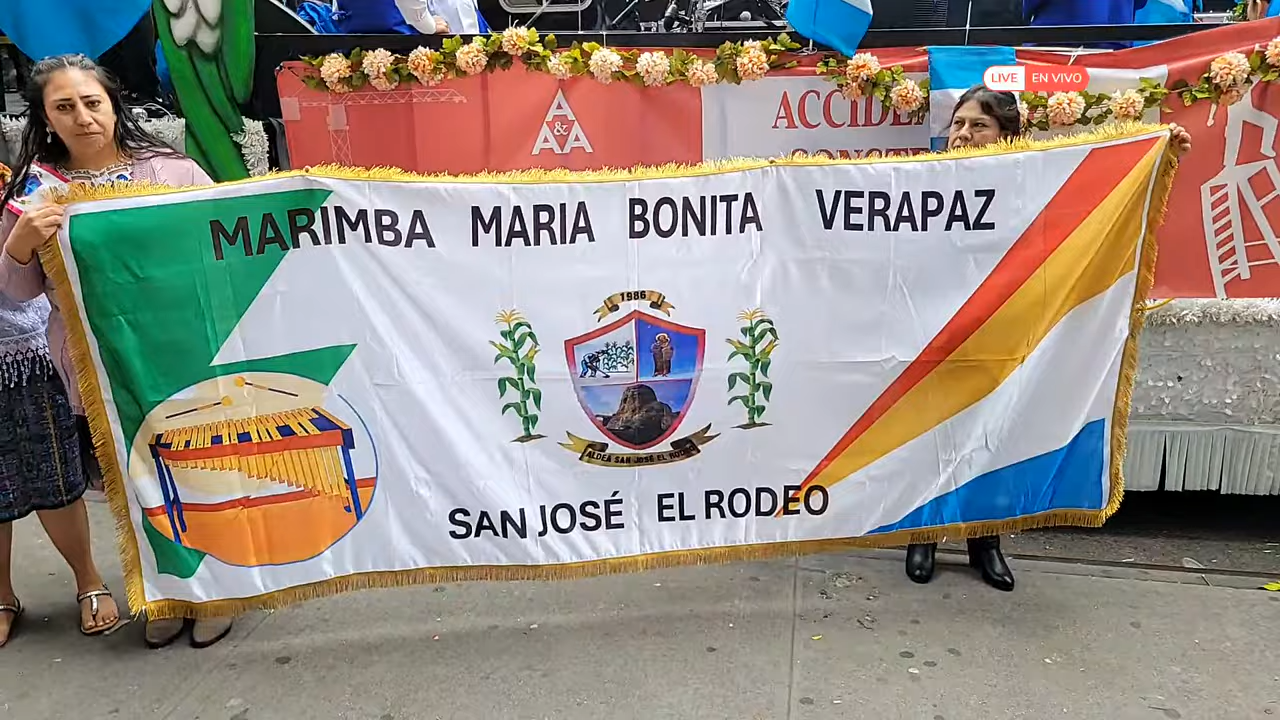 LIVE EN VIVO
A
&
A A
ACCIDE
MARIMBA MARIA BONITA VERAPAZ
1986
ALDEA SAN JOSÉ EL RODEO
SAN JOSÉ EL RODEO